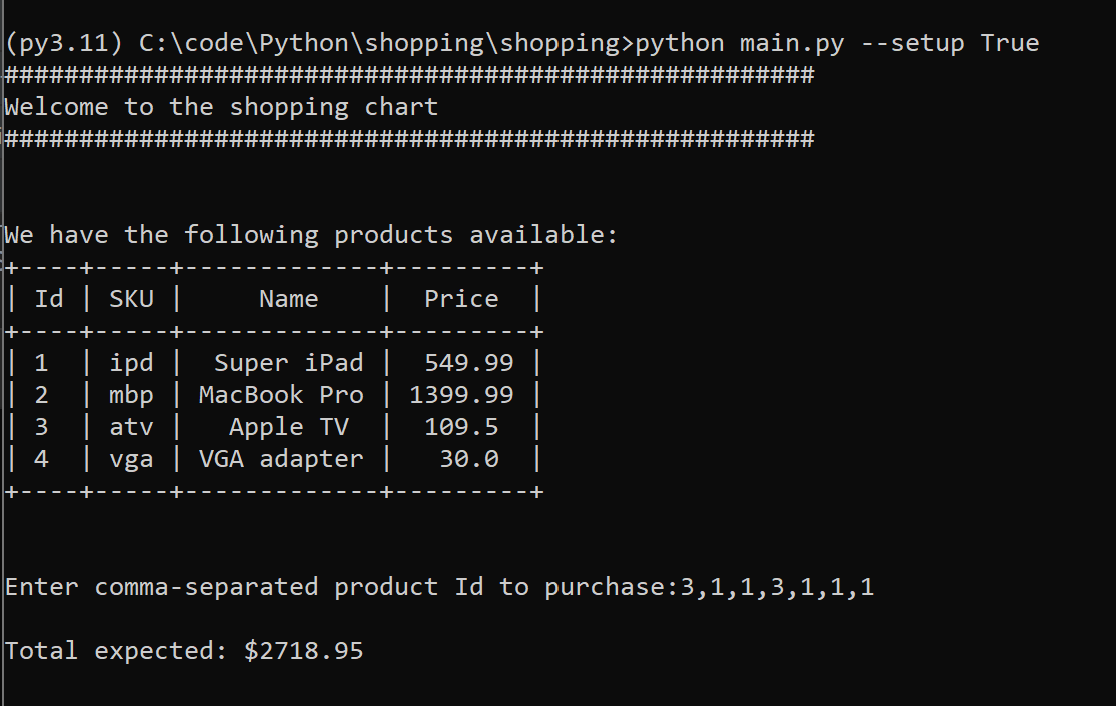 (py3.11) C:\code\Python\shopping\shopping>python main.py --setup True
######################################################
Welcome to the shopping chart
######################################################
We have the following products available:
+----+-----+-------------+---------+
| Id | SKU |     Name    |  Price  |
+----+-----+-------------+---------+
| 1  | ipd |  Super iPad |  549.99 |
| 2  | mbp | MacBook Pro | 1399.99 |
| 3  | atv |   Apple TV  |  109.5  |
| 4  | vga | VGA adapter |   30.0  |
+----+-----+-------------+---------+
Enter comma-separated product Id to purchase:3,1,1,3,1,1,1
Total expected: $2718.95